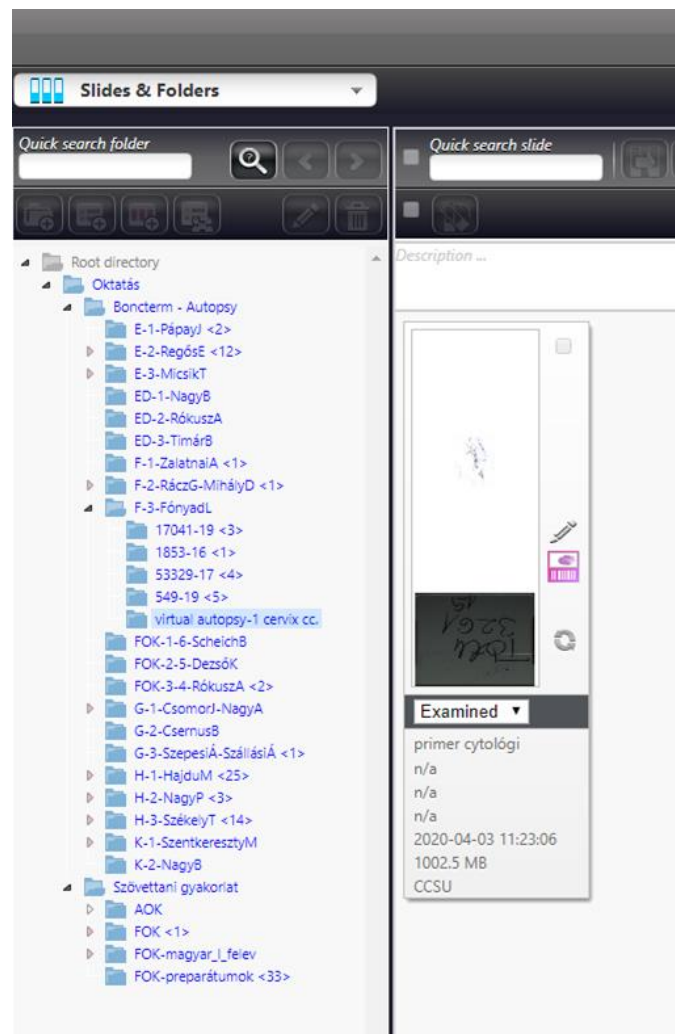 Slides & Folders
Quick search folder
Quick search slide
Description ...
Root directory
Oktatás
Boncterm - Autopsy
E-1-PápayJ <2>
E-2-RegősE <12>
E-3-MicsikT
ED-1-NagyB
ED-2-RókuszA
ED-3-TímárB
F-1-ZalatnaiA <1>
F-2-RáczG-MihályD <1>
F-3-FónyadL
17041-19 <3>
1853-16 <1>
53329-17 <4>
549-19 <5>
virtual autopsy-1 cervix cc.
FOK-1-6-ScheichB
FOK-2-5-DezsőK
FOK-3-4-RókuszA <2>
G-1-CsomorJ-NagyA
G-2-CsernusB
G-3-SzepesiÁ-SzállásiÁ <1>
H-1-HajduM <25>
H-2-NagyP <3>
H-3-SzékelyT <14>
K-1-SzentkeresztyM
K-2-NagyB
Szövettani gyakorlat
AOK
FOK <1>
FOK-magyar_I_felev
FOK-preparátumok <33>
Examined
primer cytológi
n/a
n/a
n/a
2020-04-03 11:23:06
1002.5 MB
CCSU